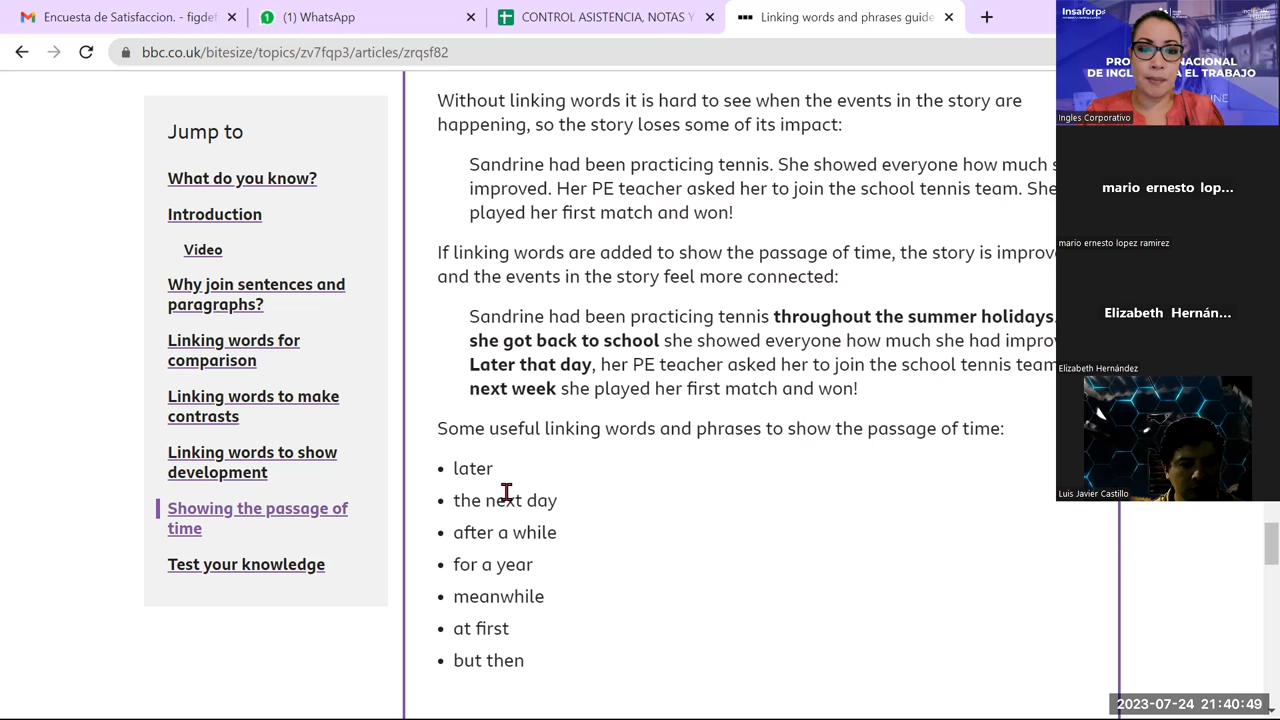 Encuesta de Satisfaccion. - figdef
(1) WhatsApp
CONTROL ASISTENCIA, NOTAS Y
Linking words and phrases guide
bbc.co.uk/bitesize/topics/zv7fqp3/articles/zrqsf82
Jump to
What do you know?
Introduction
Video
Why join sentences and
paragraphs?
Linking words for
comparison
Linking words to make
contrasts
Linking words to show
development
Showing the passage of
time
Test your knowledge
Without linking words it is hard to see when the events in the story are
happening, so the story loses some of its impact:
Sandrine had been practicing tennis. She showed everyone how much s
improved. Her PE teacher asked her to join the school tennis team. She
played her first match and won!
If linking words are added to show the passage of time, the story is improve
and the events in the story feel more connected:
Sandrine had been practicing tennis throughout the summer holidays.
she got back to school she showed everyone how much she had improv
Later that day, her PE teacher asked her to join the school tennis team
next week she played her first match and won!
Some useful linking words and phrases to show the passage of time:
• later
• the next day
• after a while
• for a year
• meanwhile
• at first
• but then
Insaforp
PRO NACIONAL
DE INGL A EL TRABAJO
INE
Ingles Corporativo
mario ernesto lop...
mario ernesto lopez ramirez
Elizabeth Hernán...
Elizabeth Hernández
Luis Javier Castillo
2023-07-24 21:40:49